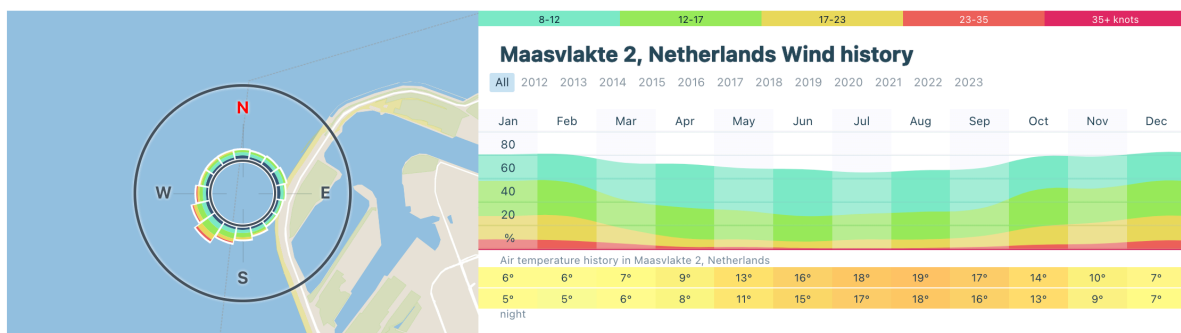 8-12 12-17 17-23 23-35 35+ knots
Maasvlakte 2, Netherlands Wind history
All 2012 2013 2014 2015 2016 2017 2018 2019 2020 2021 2022 2023
N
W E
S
Jan Feb Mar Apr May Jun Jul Aug Sep Oct Nov Dec
80
60
40
20
%
Air temperature history in Maasvlakte 2, Netherlands
6° 6° 7° 9° 13° 16° 18° 19° 17° 14° 10° 7°
5° 5° 6° 8° 11° 15° 17° 18° 16° 13° 9° 7°
night